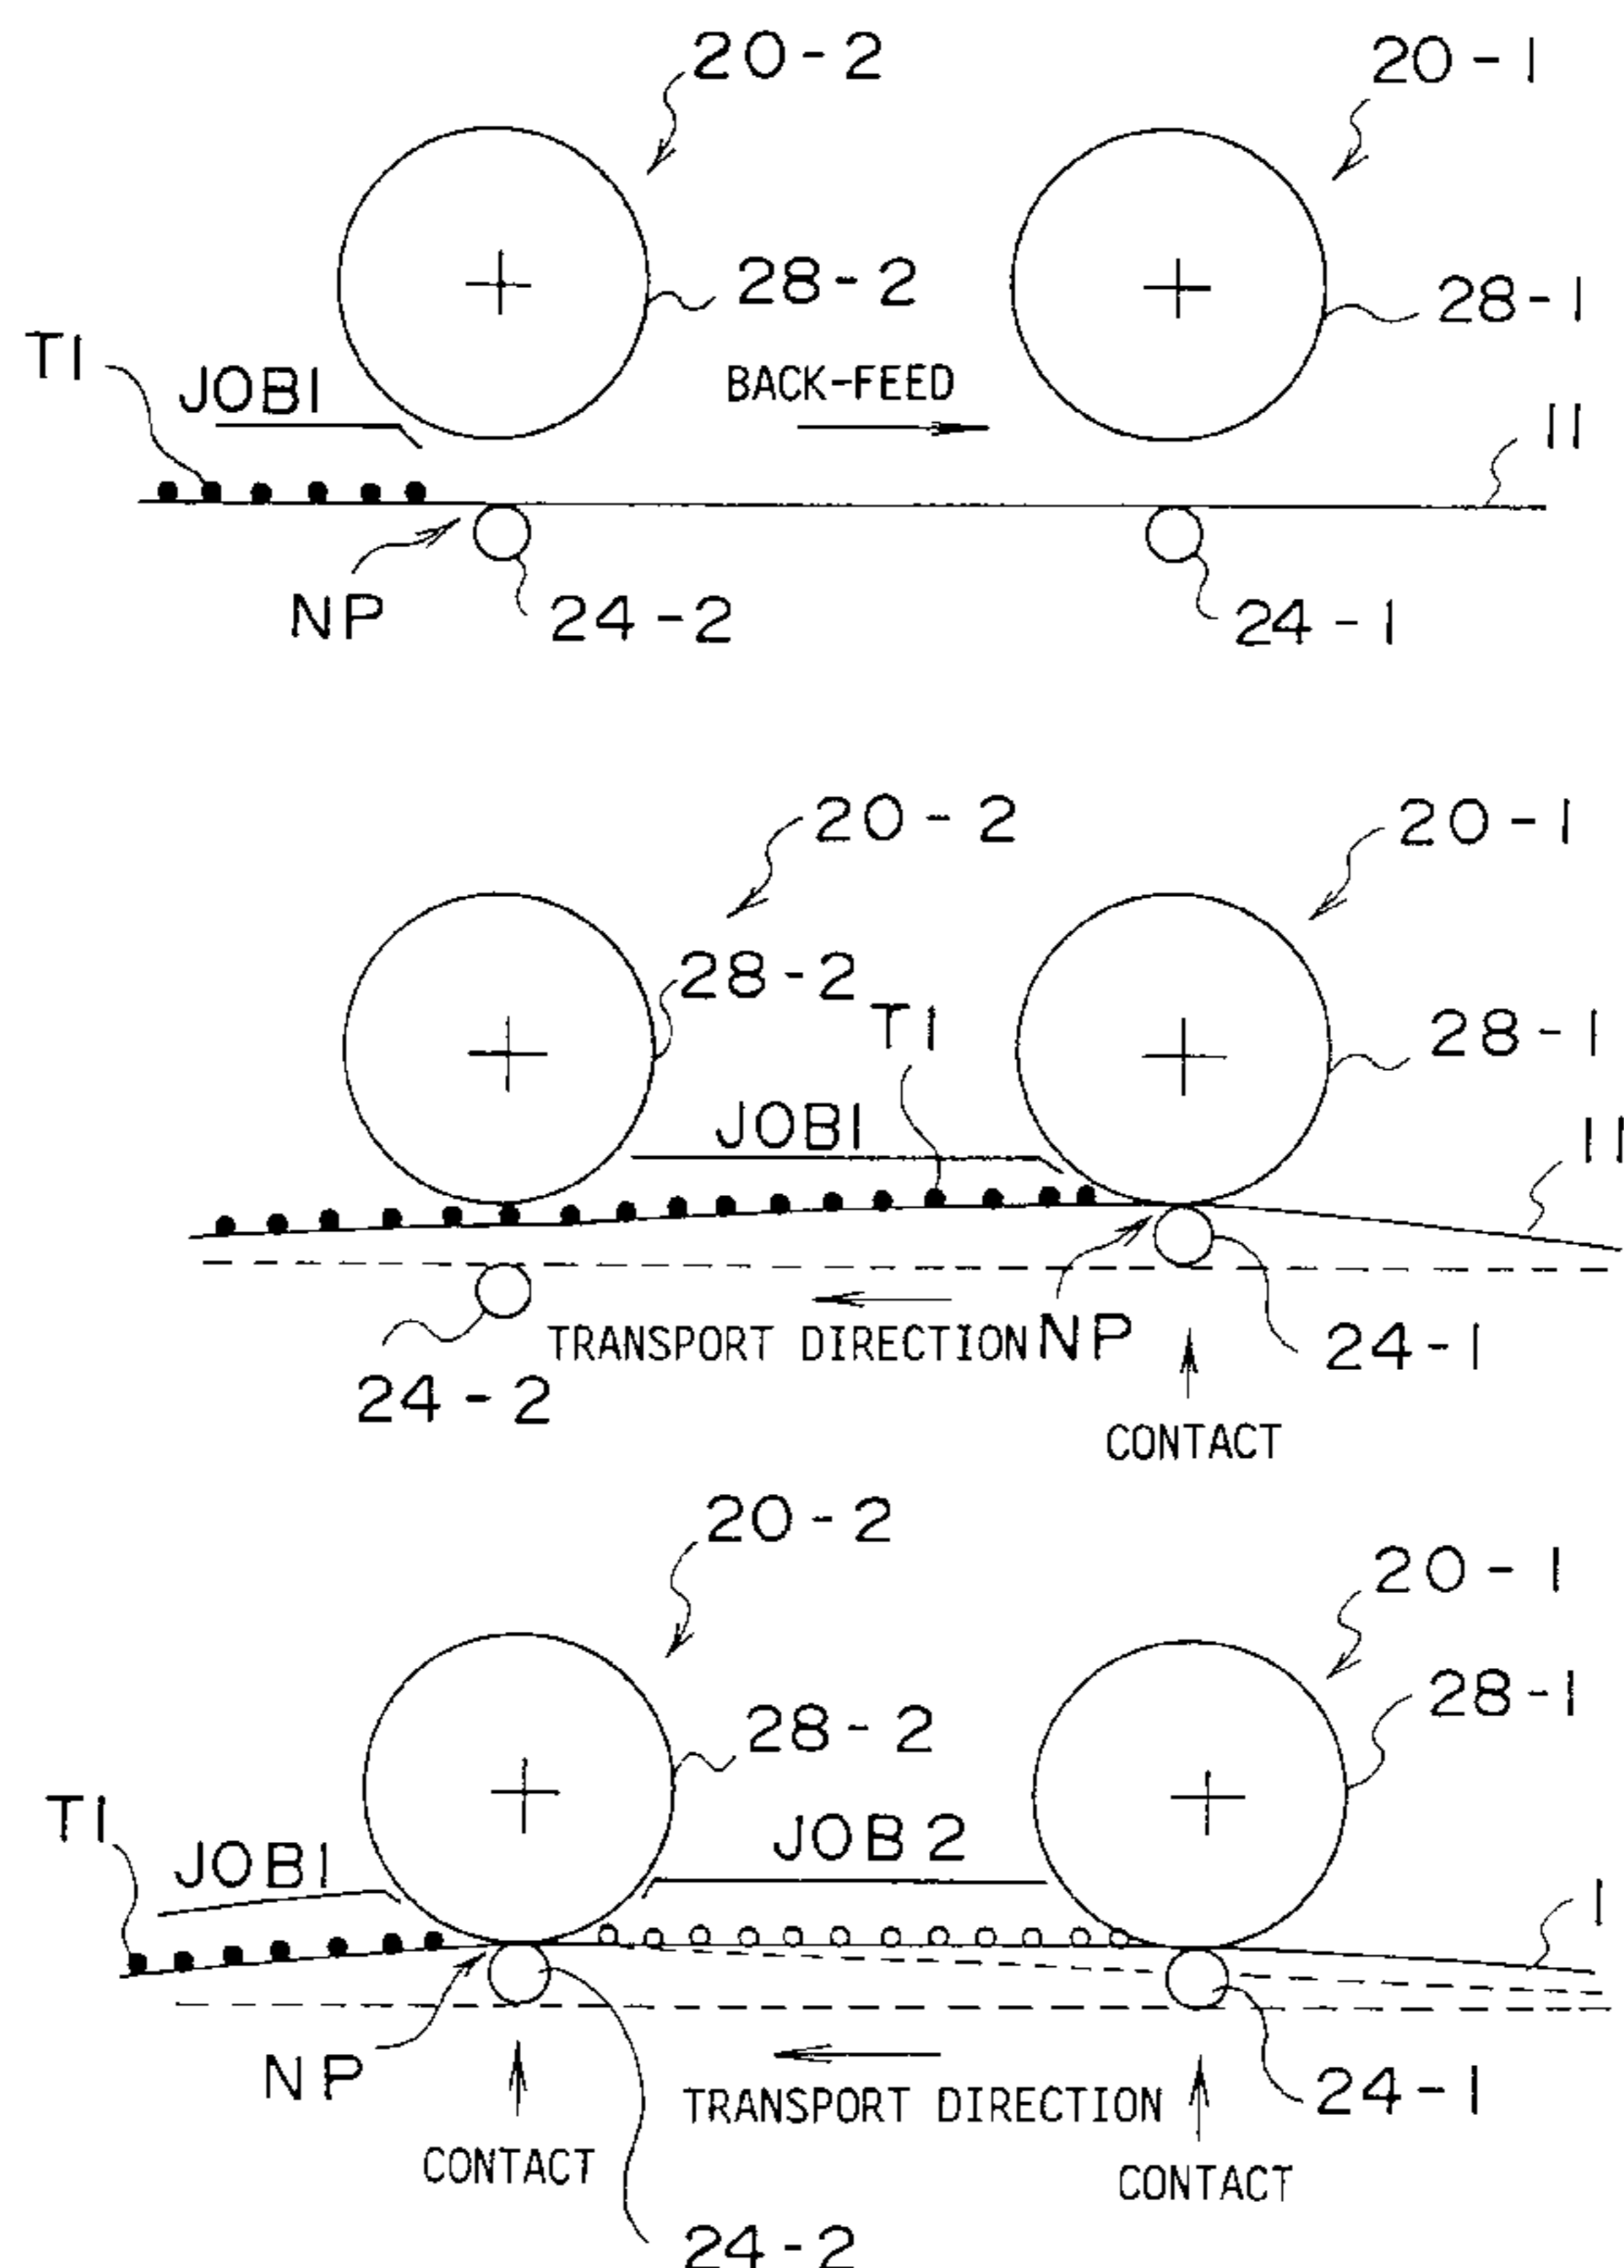 20-2
20-1
28-2
28-1
T1
JOB1
BACK-FEED
11
NP
24-2
24-1
20-2
20-1
28-2
T1
28-1
JOB1
11
TRANSPORT DIRECTION
NP
24-1
24-2
CONTACT
20-2
20-1
28-1
28-2
T1
JOB1
JOB2
1
NP
24-1
TRANSPORT DIRECTION
CONTACT
CONTACT
24-2